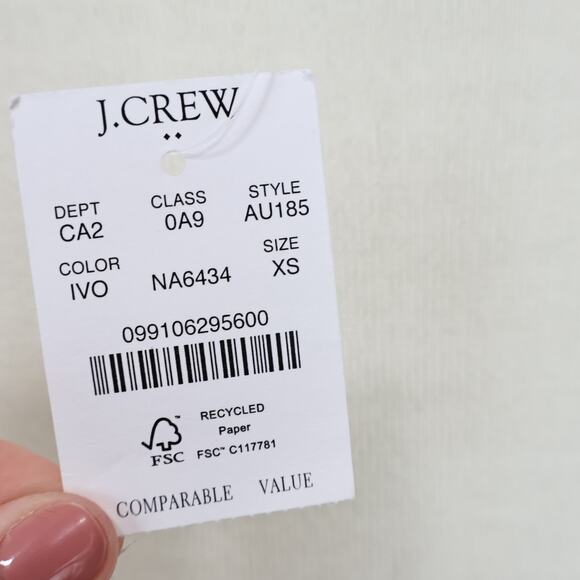 J.CREW
DEPT CLASS STYLE
CA2 0A9 AU185
COLOR SIZE
IVO NA6434 XS
099106295600
RECYCLED
Paper
FSC™ FSC™ C117781
COMPARABLE VALUE